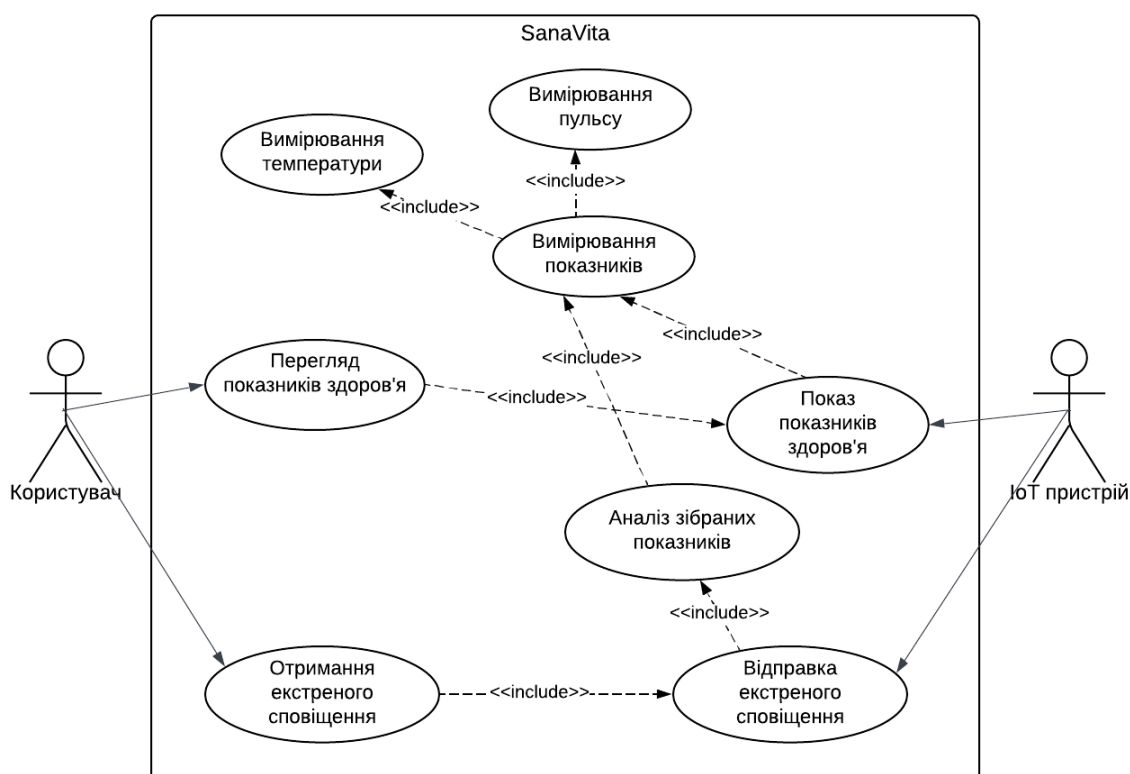 SanaVita
Вимірювання
пульсу
Вимірювання
температури
<<include>>
<<include>>
Вимірювання
показників
<<include>>
<<include>>
Перегляд
показників здоров'я
<<include>>
Показ
показників
здоров'я
Користувач
ІоТ пристрій
Аналіз зібраних
показників
<<include>>
Отримання
екстреного
сповіщення
<<include>>
Відправка
екстреного
сповіщення